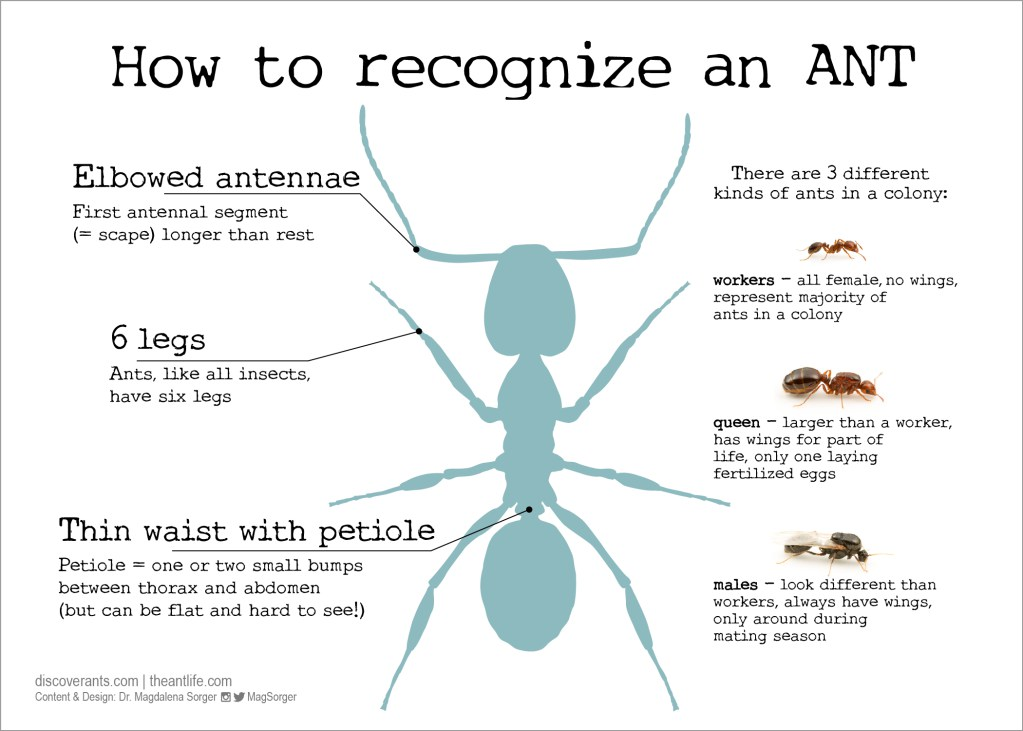 How to recognize an ANT
Elbowed antennae
First antennal segment
(= scape) longer than rest
6 legs
Ants, like all insects,
have six legs
Thin waist with petiole
Petiole = one or two small bumps
between thorax and abdomen
(but can be flat and hard to see!)
There are 3 different
kinds of ants in a colony:
workers – all female, no wings,
represent majority of
ants in a colony
queen – larger than a worker,
has wings for part of
life, only one laying
fertilized eggs
males – look different than
workers, always have wings,
only around during
mating season
discoverants.com | theantlife.com
Content & Design: Dr. Magdalena Sorger MagSorger